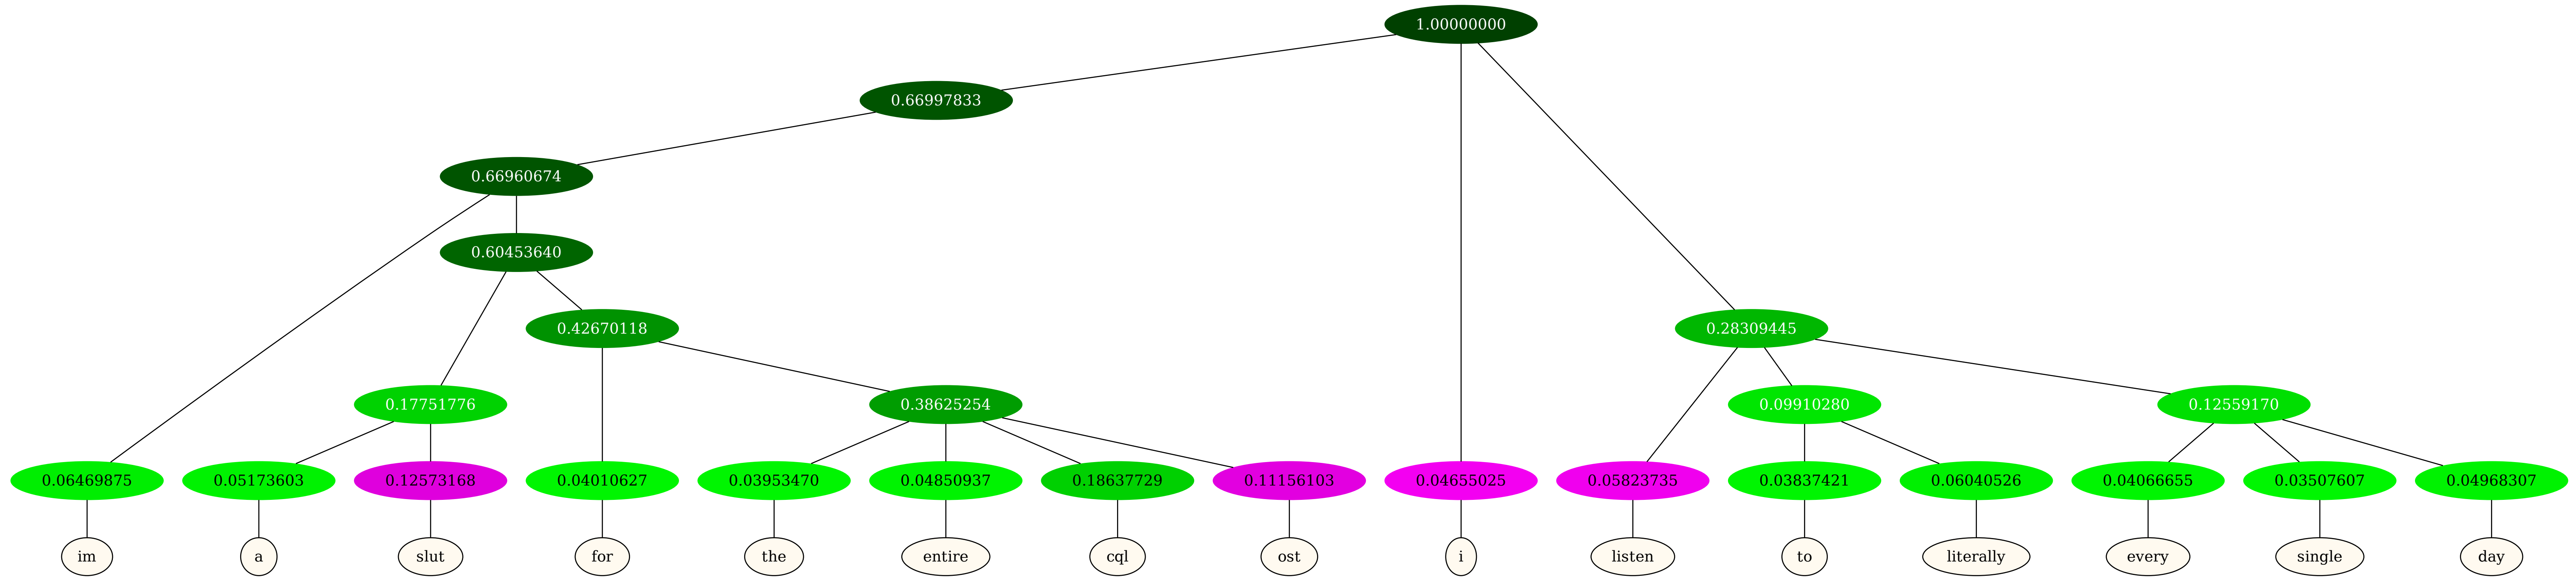 1.00000000
0.66997833
0.66960674
0.60453640
0.42670118 0.28309445
0.17751776 0.38625254 0.09910280 0.12559170
0.06469875 0.05173603 0.12573168 0.04010627 0.03953470 0.04850937 0.18637729 0.11156103 0.04655025 0.05823735 0.03837421 0.06040526 0.04066655 0.03507607 0.04968307
im a slut for the entire cql ost i listen to literally every single day